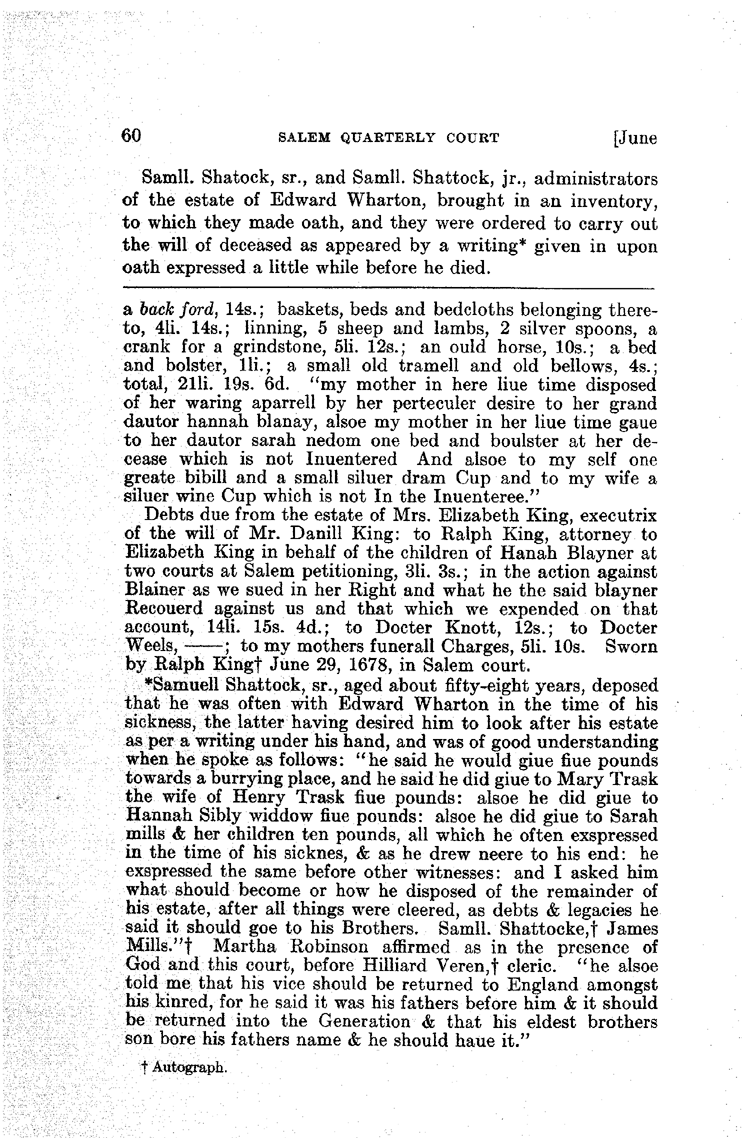 60 SALEM QUARTERLY COURT [June
Samll. Shatock, sr., and Samll. Shattock, jr., administrators
of the estate of Edward Wharton, brought in an inventory,
to which they made oath, and they were ordered to carry out
the will of deceased as appeared by a writing* given in upon
oath expressed a little while before he died.
a back ford, 14s.; baskets, beds and bedcloths belonging there-
to, 4li. 14s.; linning, 5 sheep and lambs, 2 silver spoons, a
crank for a grindstone, 5li. 12s.; an ould horse, 10s.; a bed
and bolster, 1li.; a small old tramell and old bellows, 4s.;
total, 21li. 19s. 6d. "my mother in here liue time disposed
of her waring aparrell by her perteculer desire to her grand
dautor hannah blanay, alsoe my mother in her liue time gaue
to her dautor sarah nedom one bed and boulster at her de-
cease which is not Inuentered And alsoe to my self one
greate bibill and a small siluer dram Cup and to my wife a
siluer wine Cup which is not In the Inuenteree."
Debts due from the estate of Mrs. Elizabeth King, executrix
of the will of Mr. Danill King: to Ralph King, attorney to
Elizabeth King in behalf of the children of Hanah Blayner at
two courts at Salem petitioning, 3li. 3s.; in the action against
Blainer as we sued in her Right and what he the said blayner
Recouerd against us and that which we expended on that
account, 14li. 15s. 4d.; to Docter Knott, 12s.; to Docter
Weels, ——; to my mothers funerall Charges, 5li. 10s. Sworn
by Ralph King† June 29, 1678, in Salem court.
*Samuell Shattock, sr., aged about fifty-eight years, deposed
that he was often with Edward Wharton in the time of his
sickness, the latter having desired him to look after his estate
as per a writing under his hand, and was of good understanding
when he spoke as follows: "he said he would giue fiue pounds
towards a burrying place, and he said he did giue to Mary Trask
the wife of Henry Trask fiue pounds: alsoe he did giue to
Hannah Sibly widdow fiue pounds: alsoe he did giue to Sarah
mills & her children ten pounds, all which he often exspressed
in the time of his sicknes, & as he drew neere to his end: he
exspressed the same before other witnesses: and I asked him
what should become or how he disposed of the remainder of
his estate, after all things were cleered, as debts & legacies he
said it should goe to his Brothers. Samll. Shattocke,† James
Mills."† Martha Robinson affirmed as in the presence of
God and this court, before Hilliard Veren,† cleric. "he alsoe
told me that his vice should be returned to England amongst
his kinred, for he said it was his fathers before him & it should
be returned into the Generation & that his eldest brothers
son bore his fathers name & he should haue it."
† Autograph.